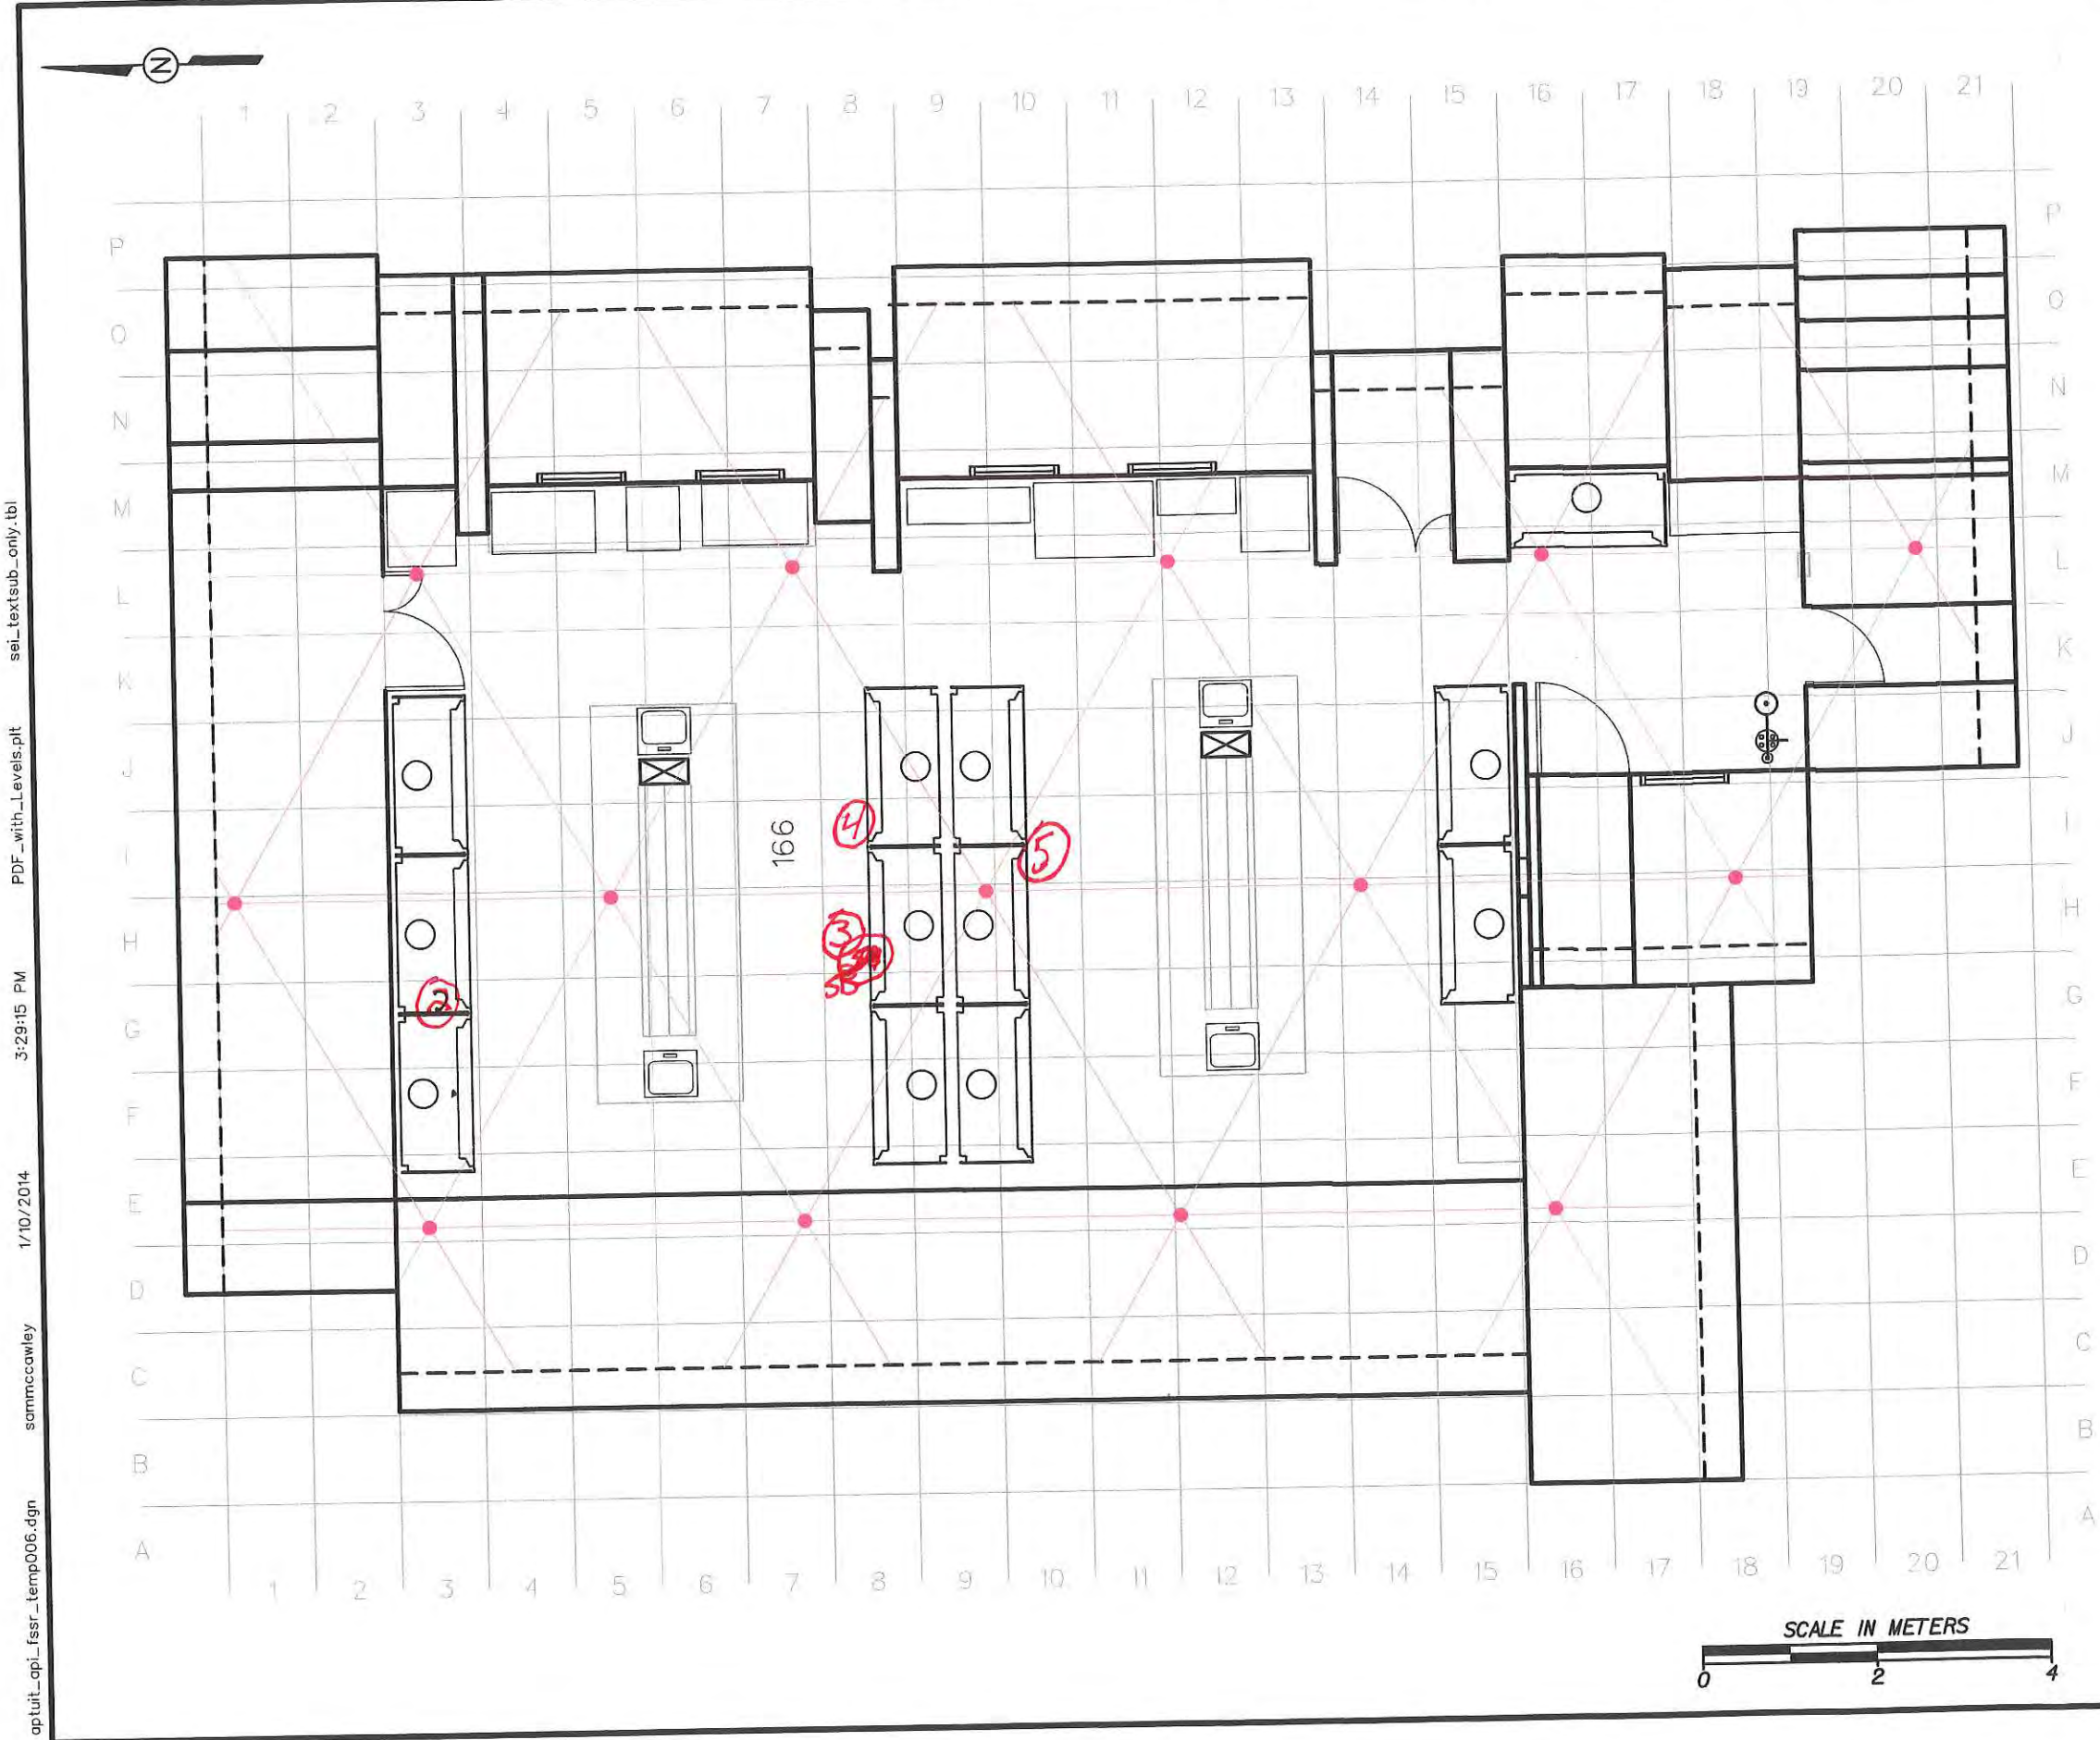 N
1 2 3 4 5 6 7 8 9 10 11 12 13 14 15 16 17 18 19 20 21
P P
O O
N N
M M
L L
K K
J J
I I
H H
G G
F F
E E
D D
C C
B B
A A
166
4
5
3
SB
2
1 2 3 4 5 6 7 8 9 10 11 12 13 14 15 16 17 18 19 20 21
SCALE IN METERS
0 2 4
aptuit_api_fssr_temp006.dgn sammccawley 1/10/2014 3:29:15 PM PDF_with_Levels.plt sei_textsub_only.tbl